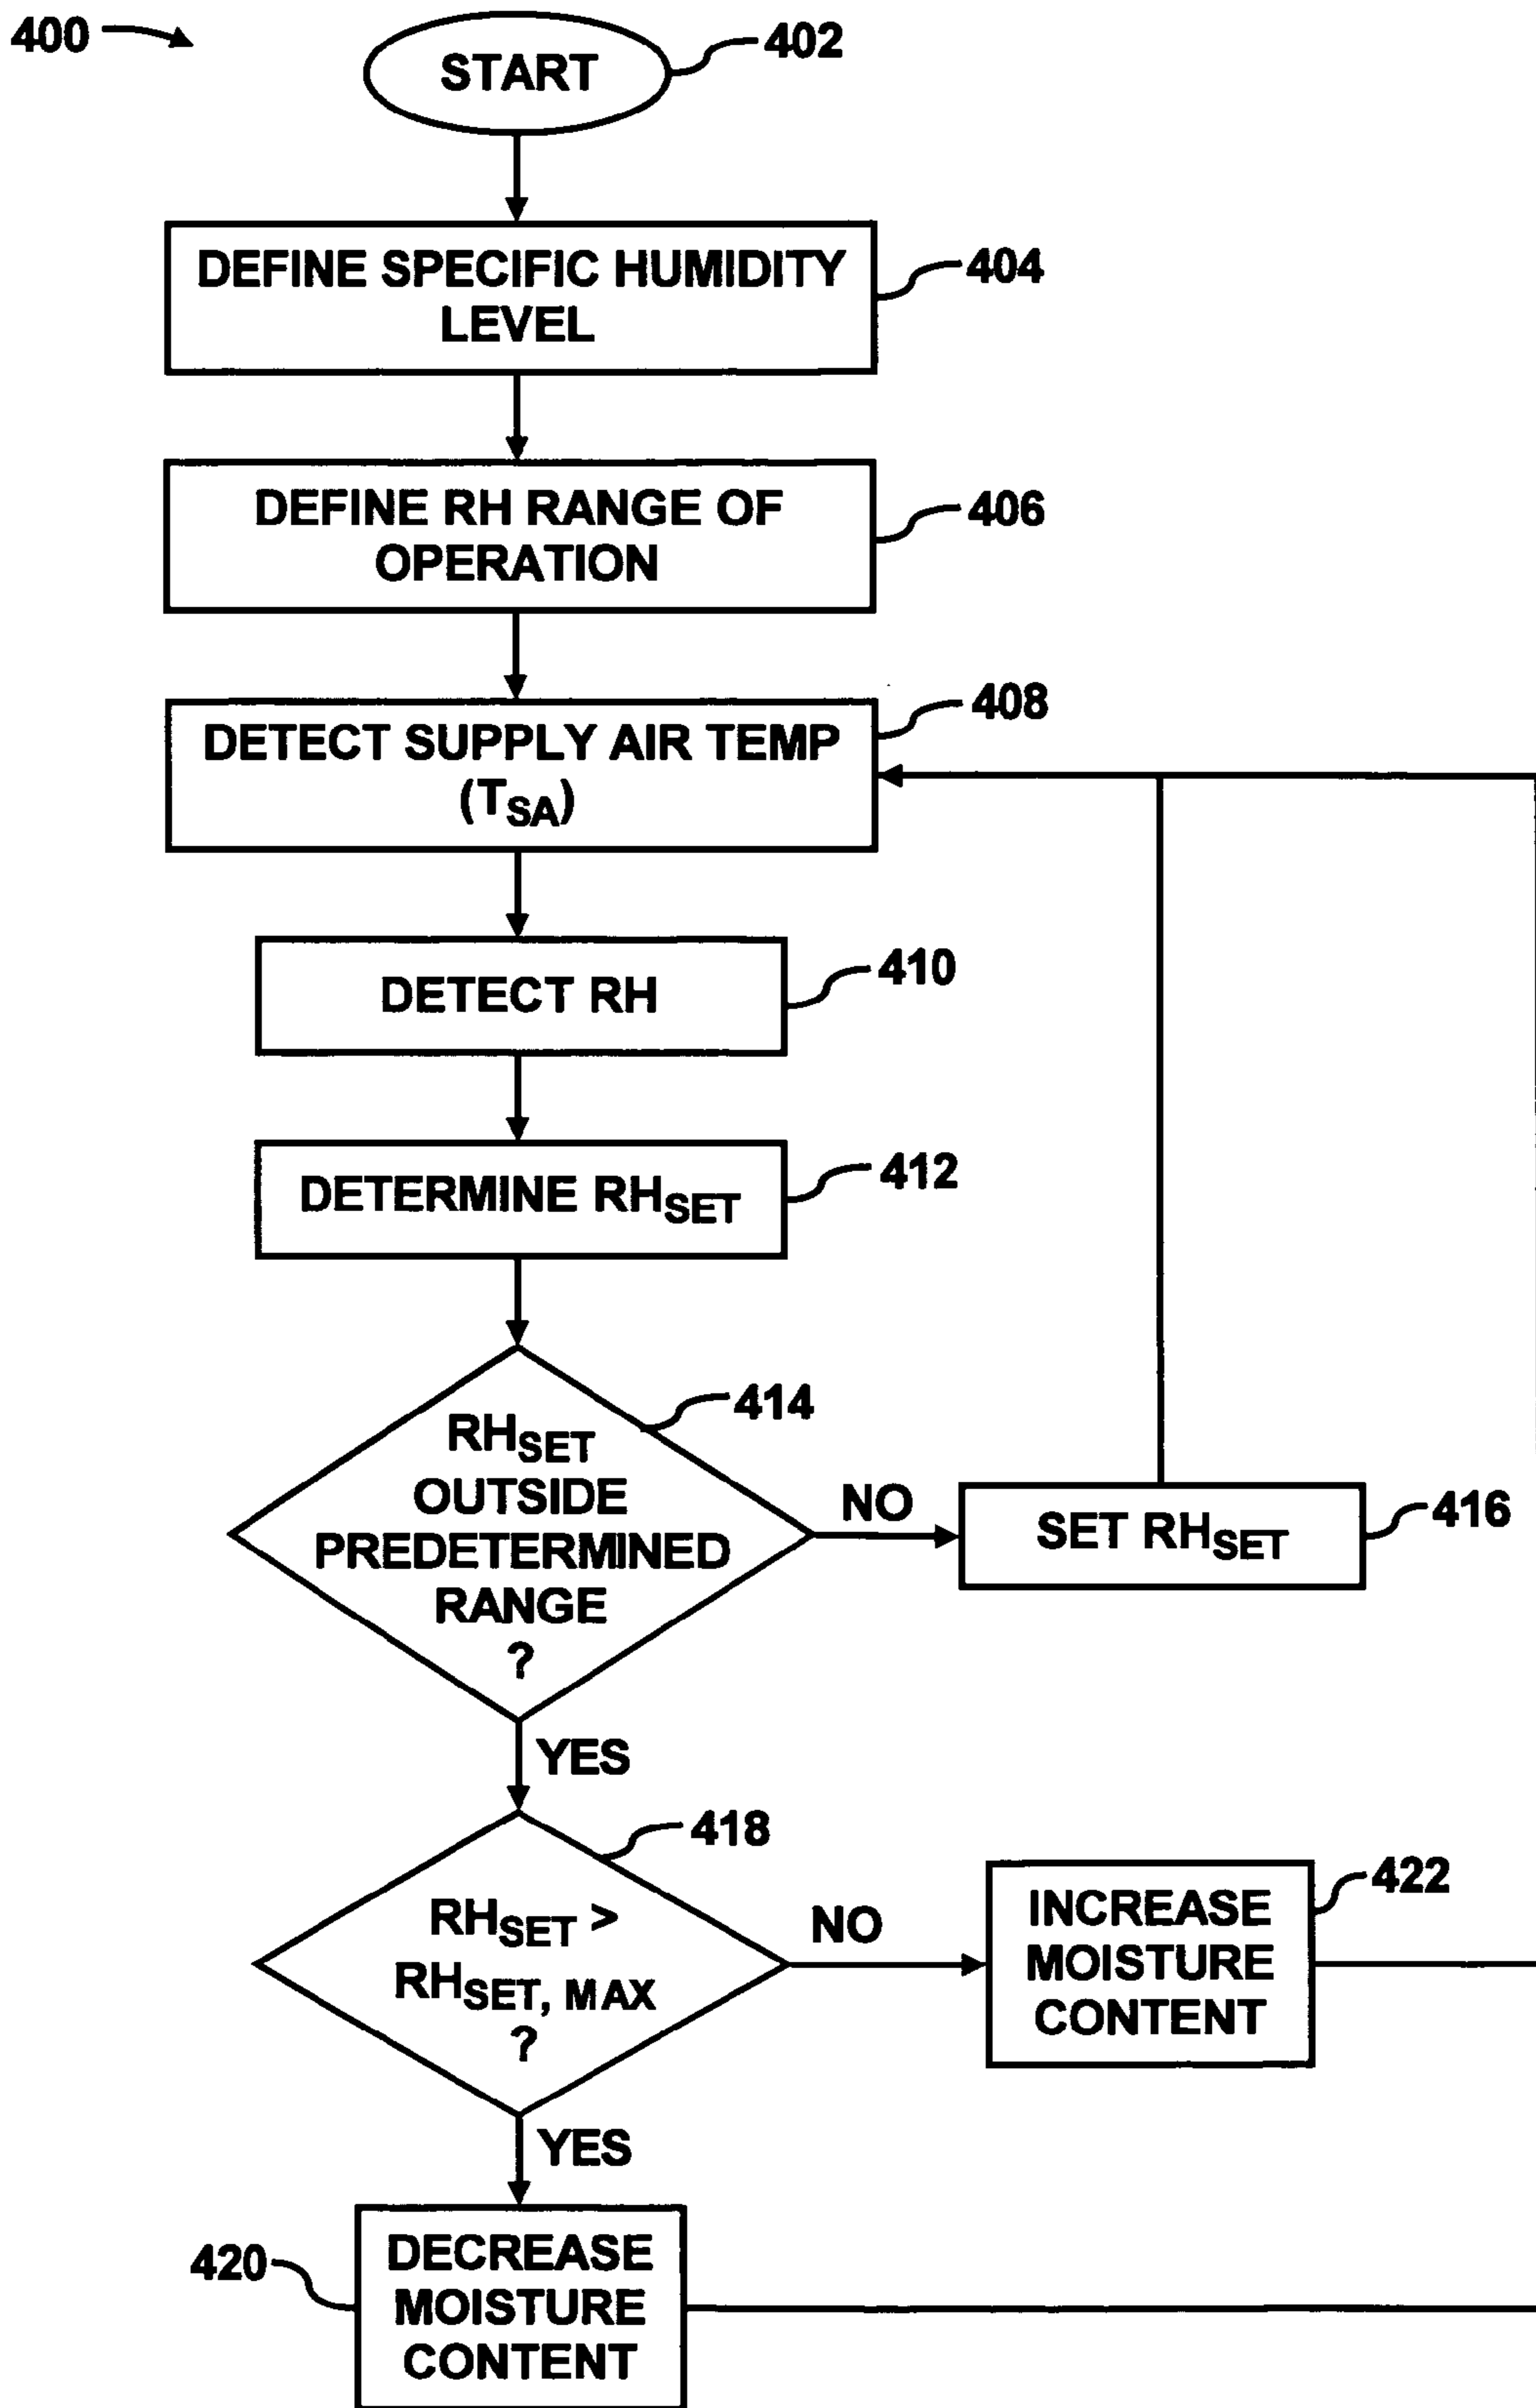 400
START
402
DEFINE SPECIFIC HUMIDITY
LEVEL
404
DEFINE RH RANGE OF
OPERATION
406
DETECT SUPPLY AIR TEMP
(TSA)
408
DETECT RH
410
DETERMINE RHSET
412
RHSET
OUTSIDE
PREDETERMINED
RANGE
?
414
NO
SET RHSET
416
YES
RHSET >
RHSET, MAX
?
418
NO
INCREASE
MOISTURE
CONTENT
422
YES
DECREASE
MOISTURE
CONTENT
420